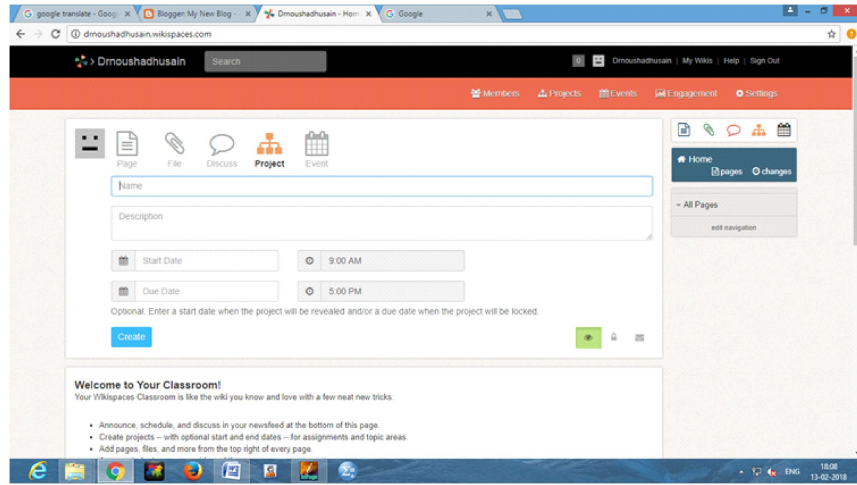 google translate - Goog
Blogger: My New Blog -
Drnoushadhusain - Hom
Google
drnoushadhusain.wikispaces.com
Drnoushadhusain
Search
0
Drnoushadhusain | My Wikis | Help | Sign Out
Members Projects Events Engagement Settings
Page File Discuss Project Event
Name
Description
Start Date 9:00 AM
Due Date 5:00 PM
Optional. Enter a start date when the project will be revealed and/or a due date when the project will be locked.
Create
Home
pages changes
All Pages
edit navigation
Welcome to Your Classroom!
Your Wikispaces Classroom is like the wiki you know and love with a few neat new tricks:
Announce, schedule, and discuss in your newsfeed at the bottom of this page.
Create projects -- with optional start and end dates -- for assignments and topic areas.
Add pages, files, and more from the top right of every page.
ENG
18:08
13-02-2018